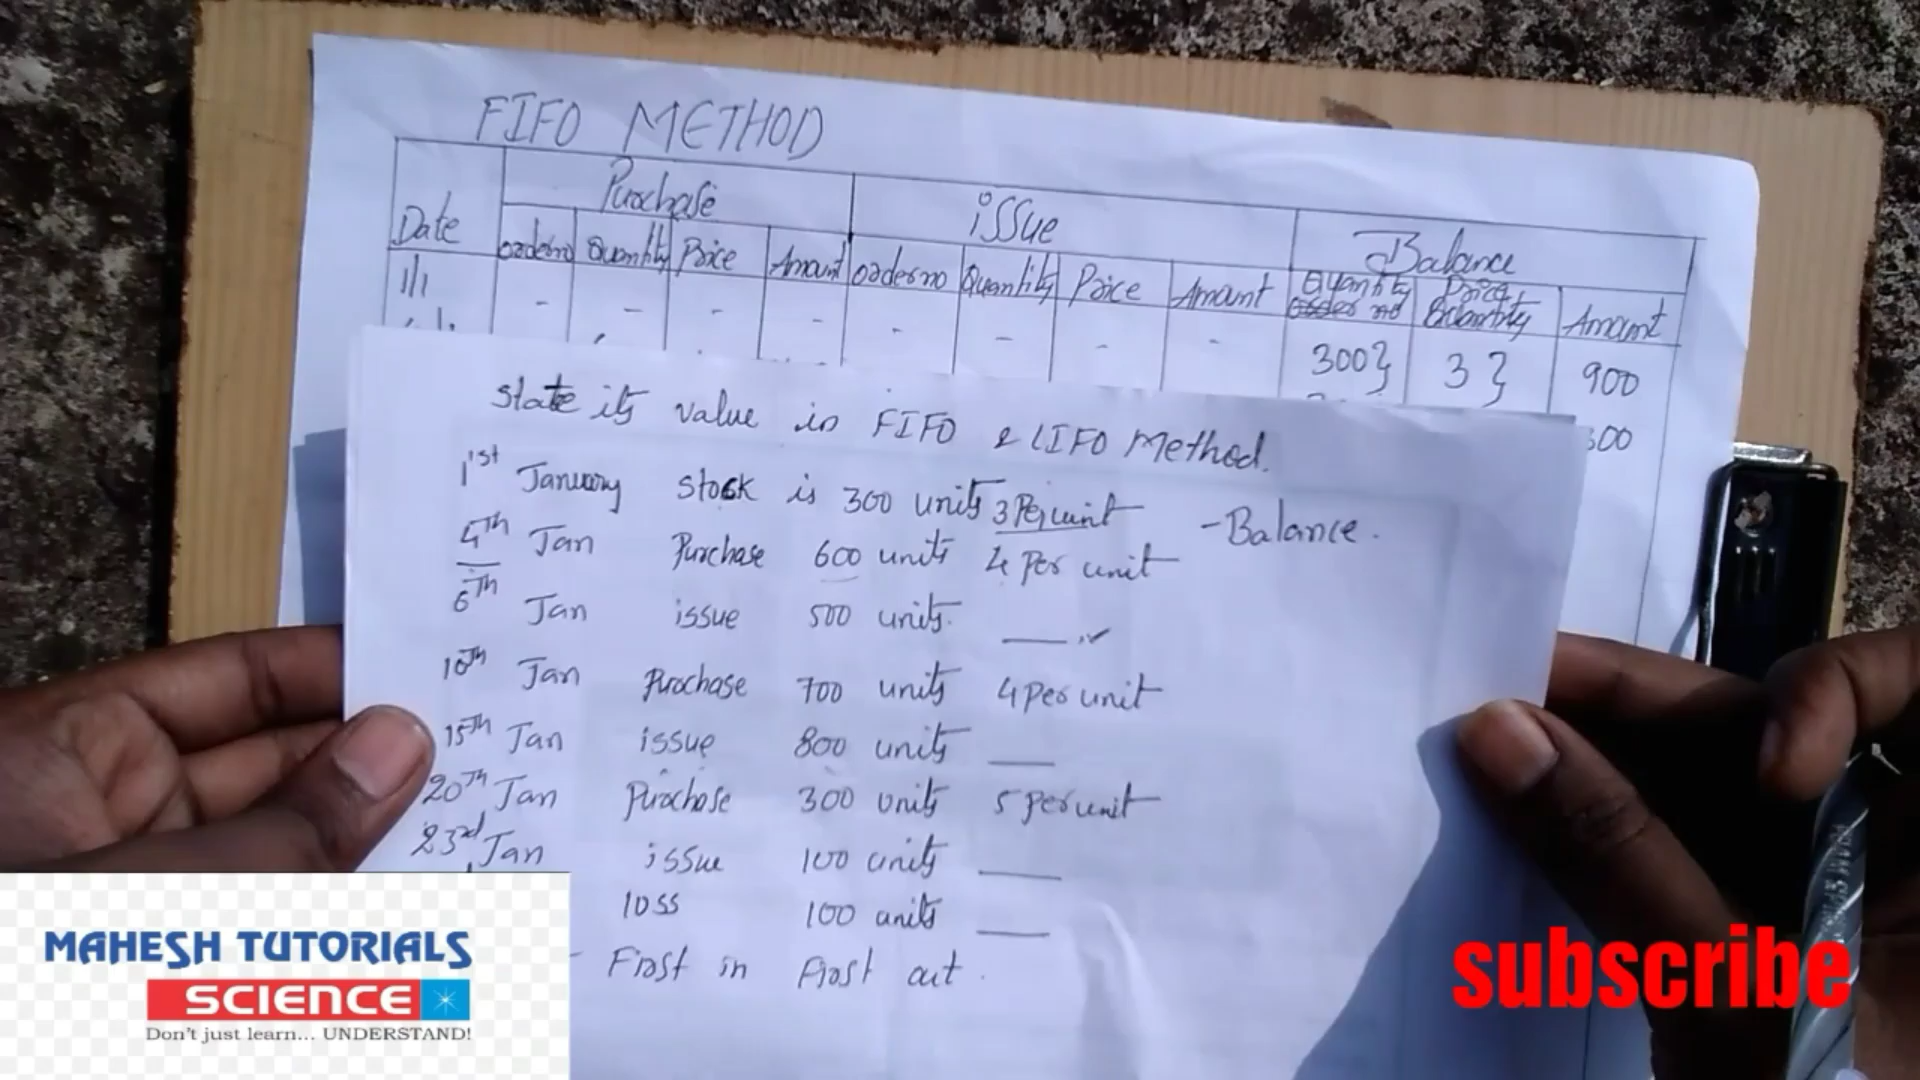 FIFO METHOD
Date Purchase issue Balance
orderno Quantity Price Amount orderno Quantity Price Amount Quantity Price Quantity Amount
1/1 - - - - - - - - 300} 3} 900
State its value in FIFO & LIFO Method.
1st January stock is 300 units 3 Per unit - Balance.
4Th Jan Purchase 600 units 4 Per unit
6Th Jan issue 500 units.
10Th Jan Purchase 700 units 4 Per unit
15Th Jan issue 800 units
20Th Jan Purchase 300 units 5 Per unit
23rd Jan issue 100 units
loss 100 units
- First in First out.
MAHESH TUTORIALS
SCIENCE
Don't just learn... UNDERSTAND!
subscribe